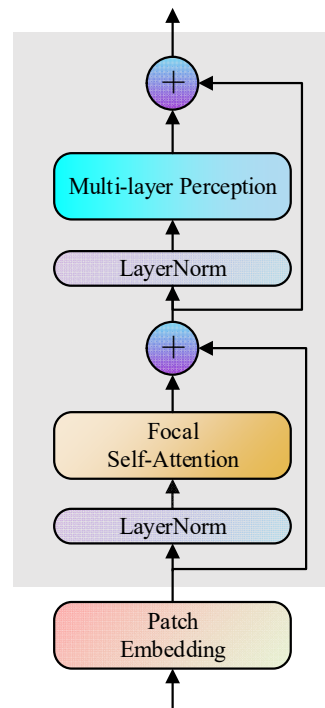 +
Multi-layer Perception
LayerNorm
+
Focal
Self-Attention
LayerNorm
Patch
Embedding